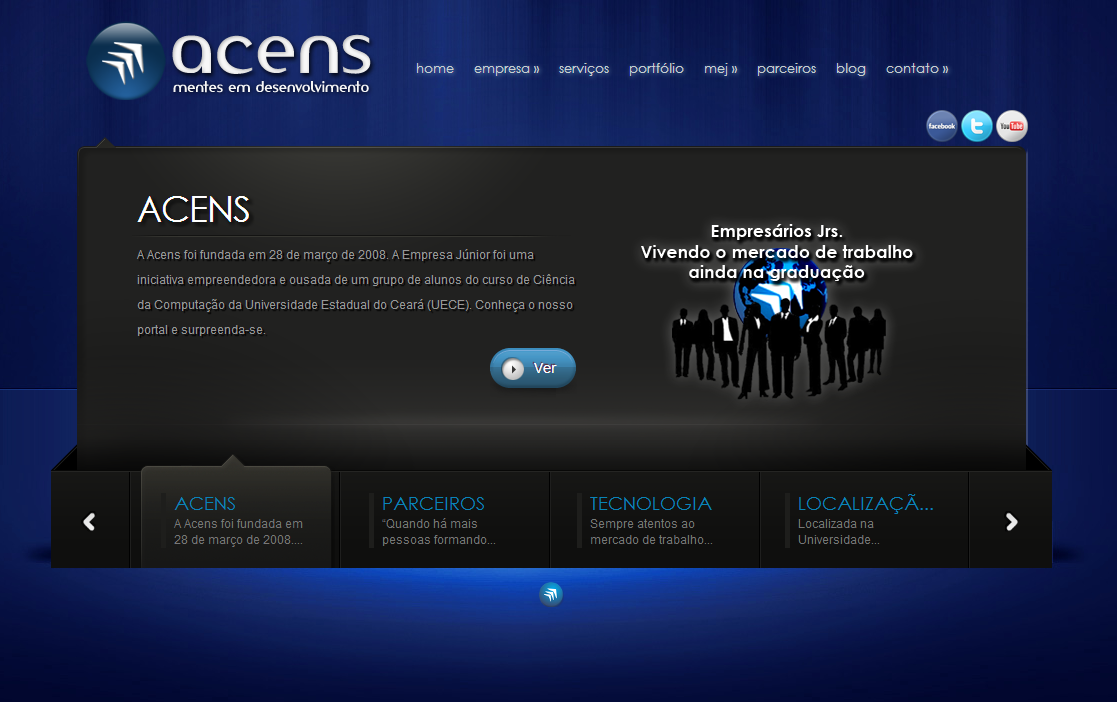 acens
mentes em desenvolvimento
home empresa » serviços portfólio mej » parceiros blog contato »
facebook t YouTube
ACENS
A Acens foi fundada em 28 de março de 2008. A Empresa Júnior foi uma
iniciativa empreendedora e ousada de um grupo de alunos do curso de Ciência
da Computação da Universidade Estadual do Ceará (UECE). Conheça o nosso
portal e surpreenda-se.
Ver
Empresários Jrs.
Vivendo o mercado de trabalho
ainda na graduação
ACENS
A Acens foi fundada em
28 de março de 2008....
PARCEIROS
“Quando há mais
pessoas formando...
TECNOLOGIA
Sempre atentos ao
mercado de trabalho...
LOCALIZAÇÃ...
Localizada na
Universidade...